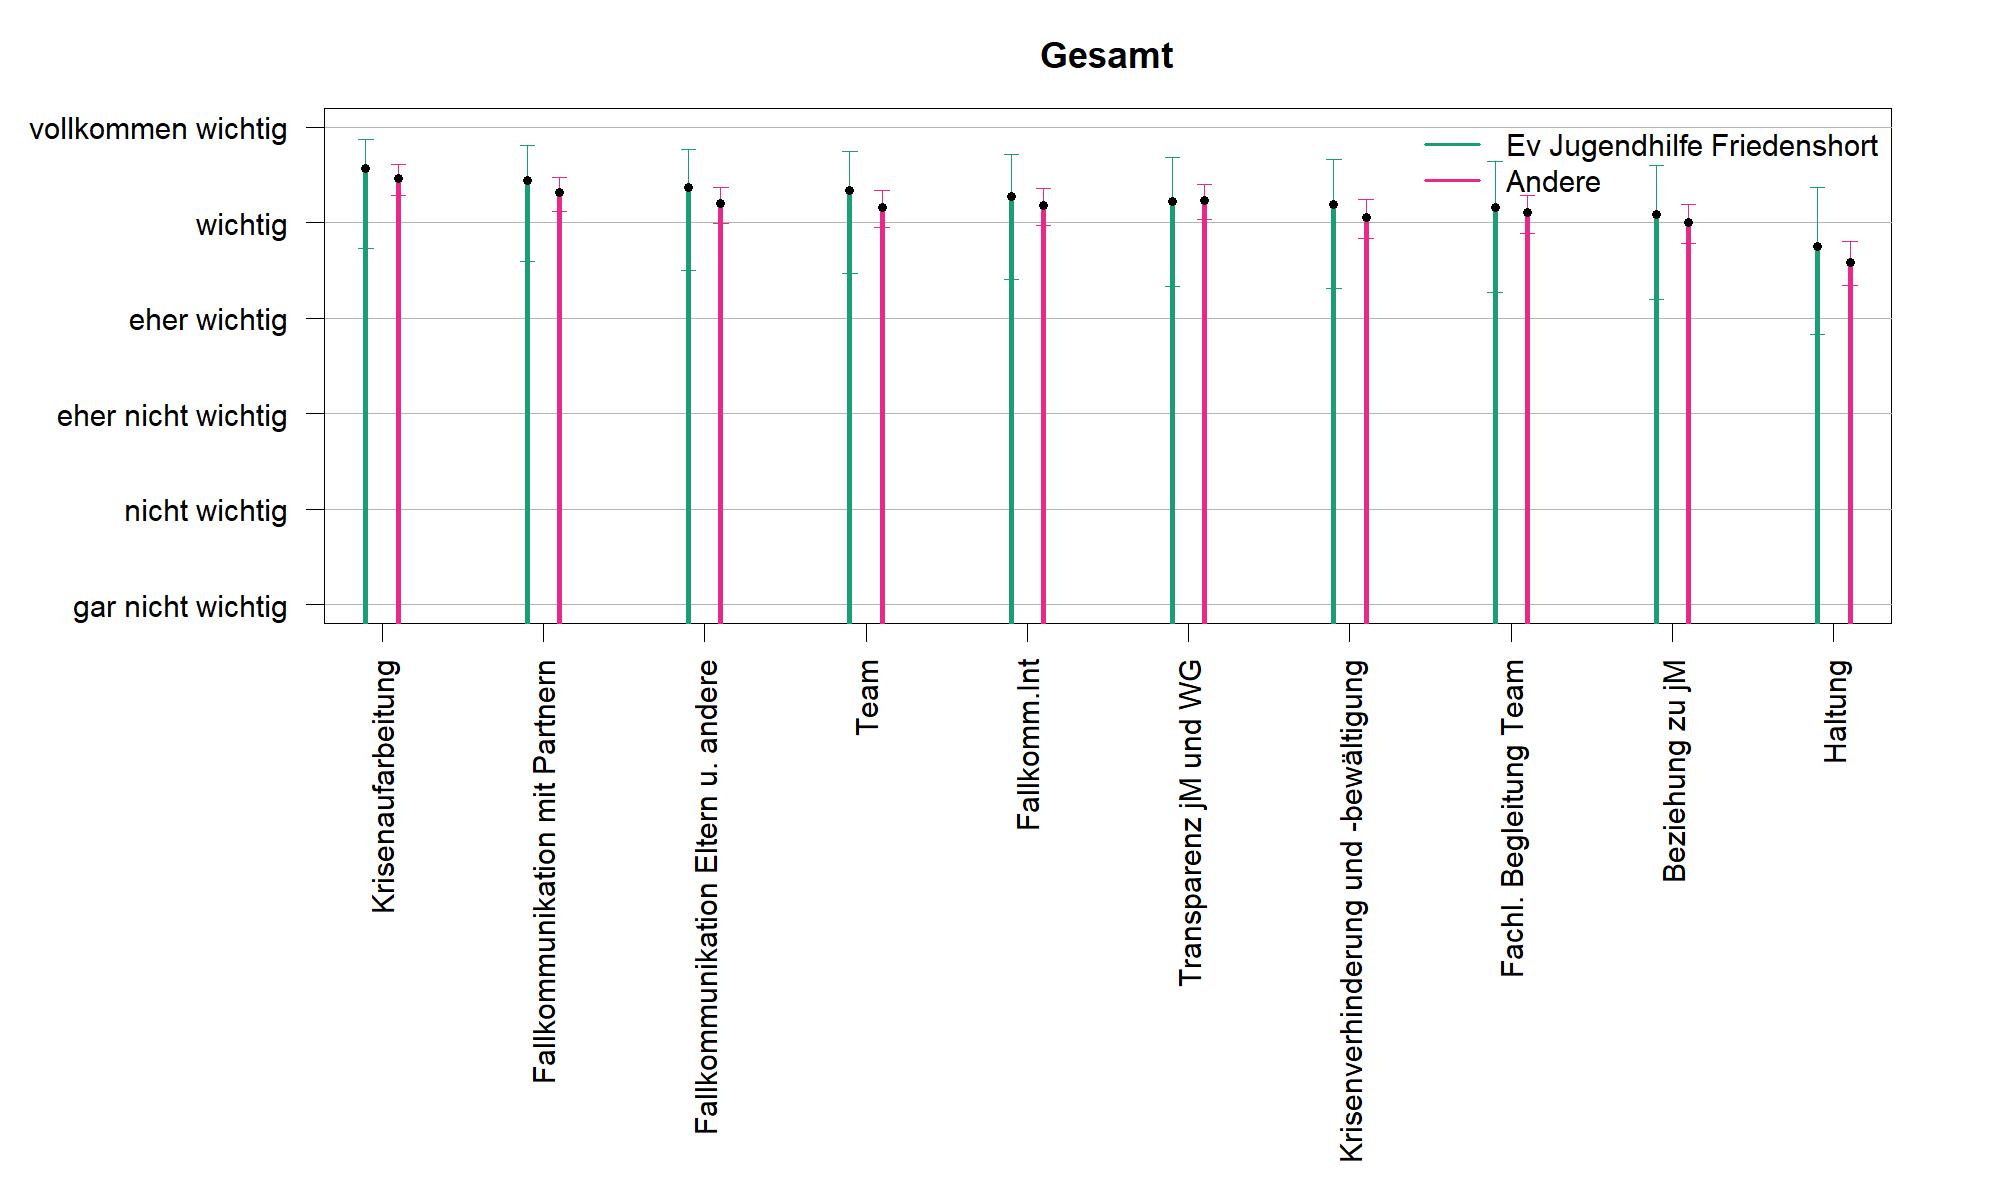 Gesamt
vollkommen wichtig
wichtig
eher wichtig
eher nicht wichtig
nicht wichtig
gar nicht wichtig
Ev Jugendhilfe Friedenshort
Andere
Krisenaufarbeitung
Fallkommunikation mit Partnern
Fallkommunikation Eltern u. andere
Team
Fallkomm.Int
Transparenz jM und WG
Krisenverhinderung und -bewältigung
Fachl. Begleitung Team
Beziehung zu jM
Haltung